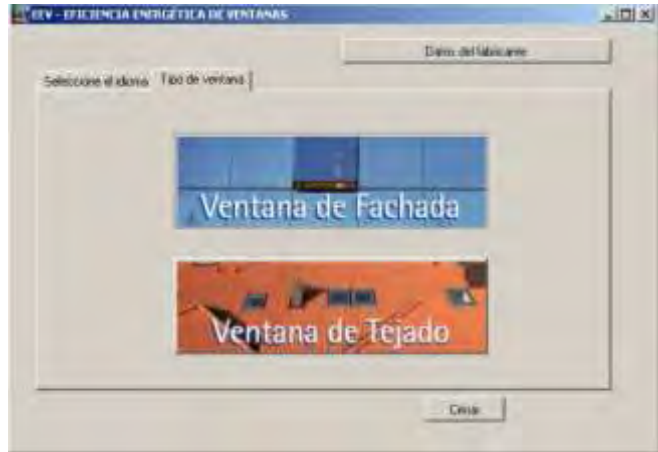 EEV - EFICIENCIA ENERGÉTICA DE VENTANAS
Datos del fabricante
Seleccione el idioma Tipo de ventana
Ventana de Fachada
Ventana de Tejado
Cerrar